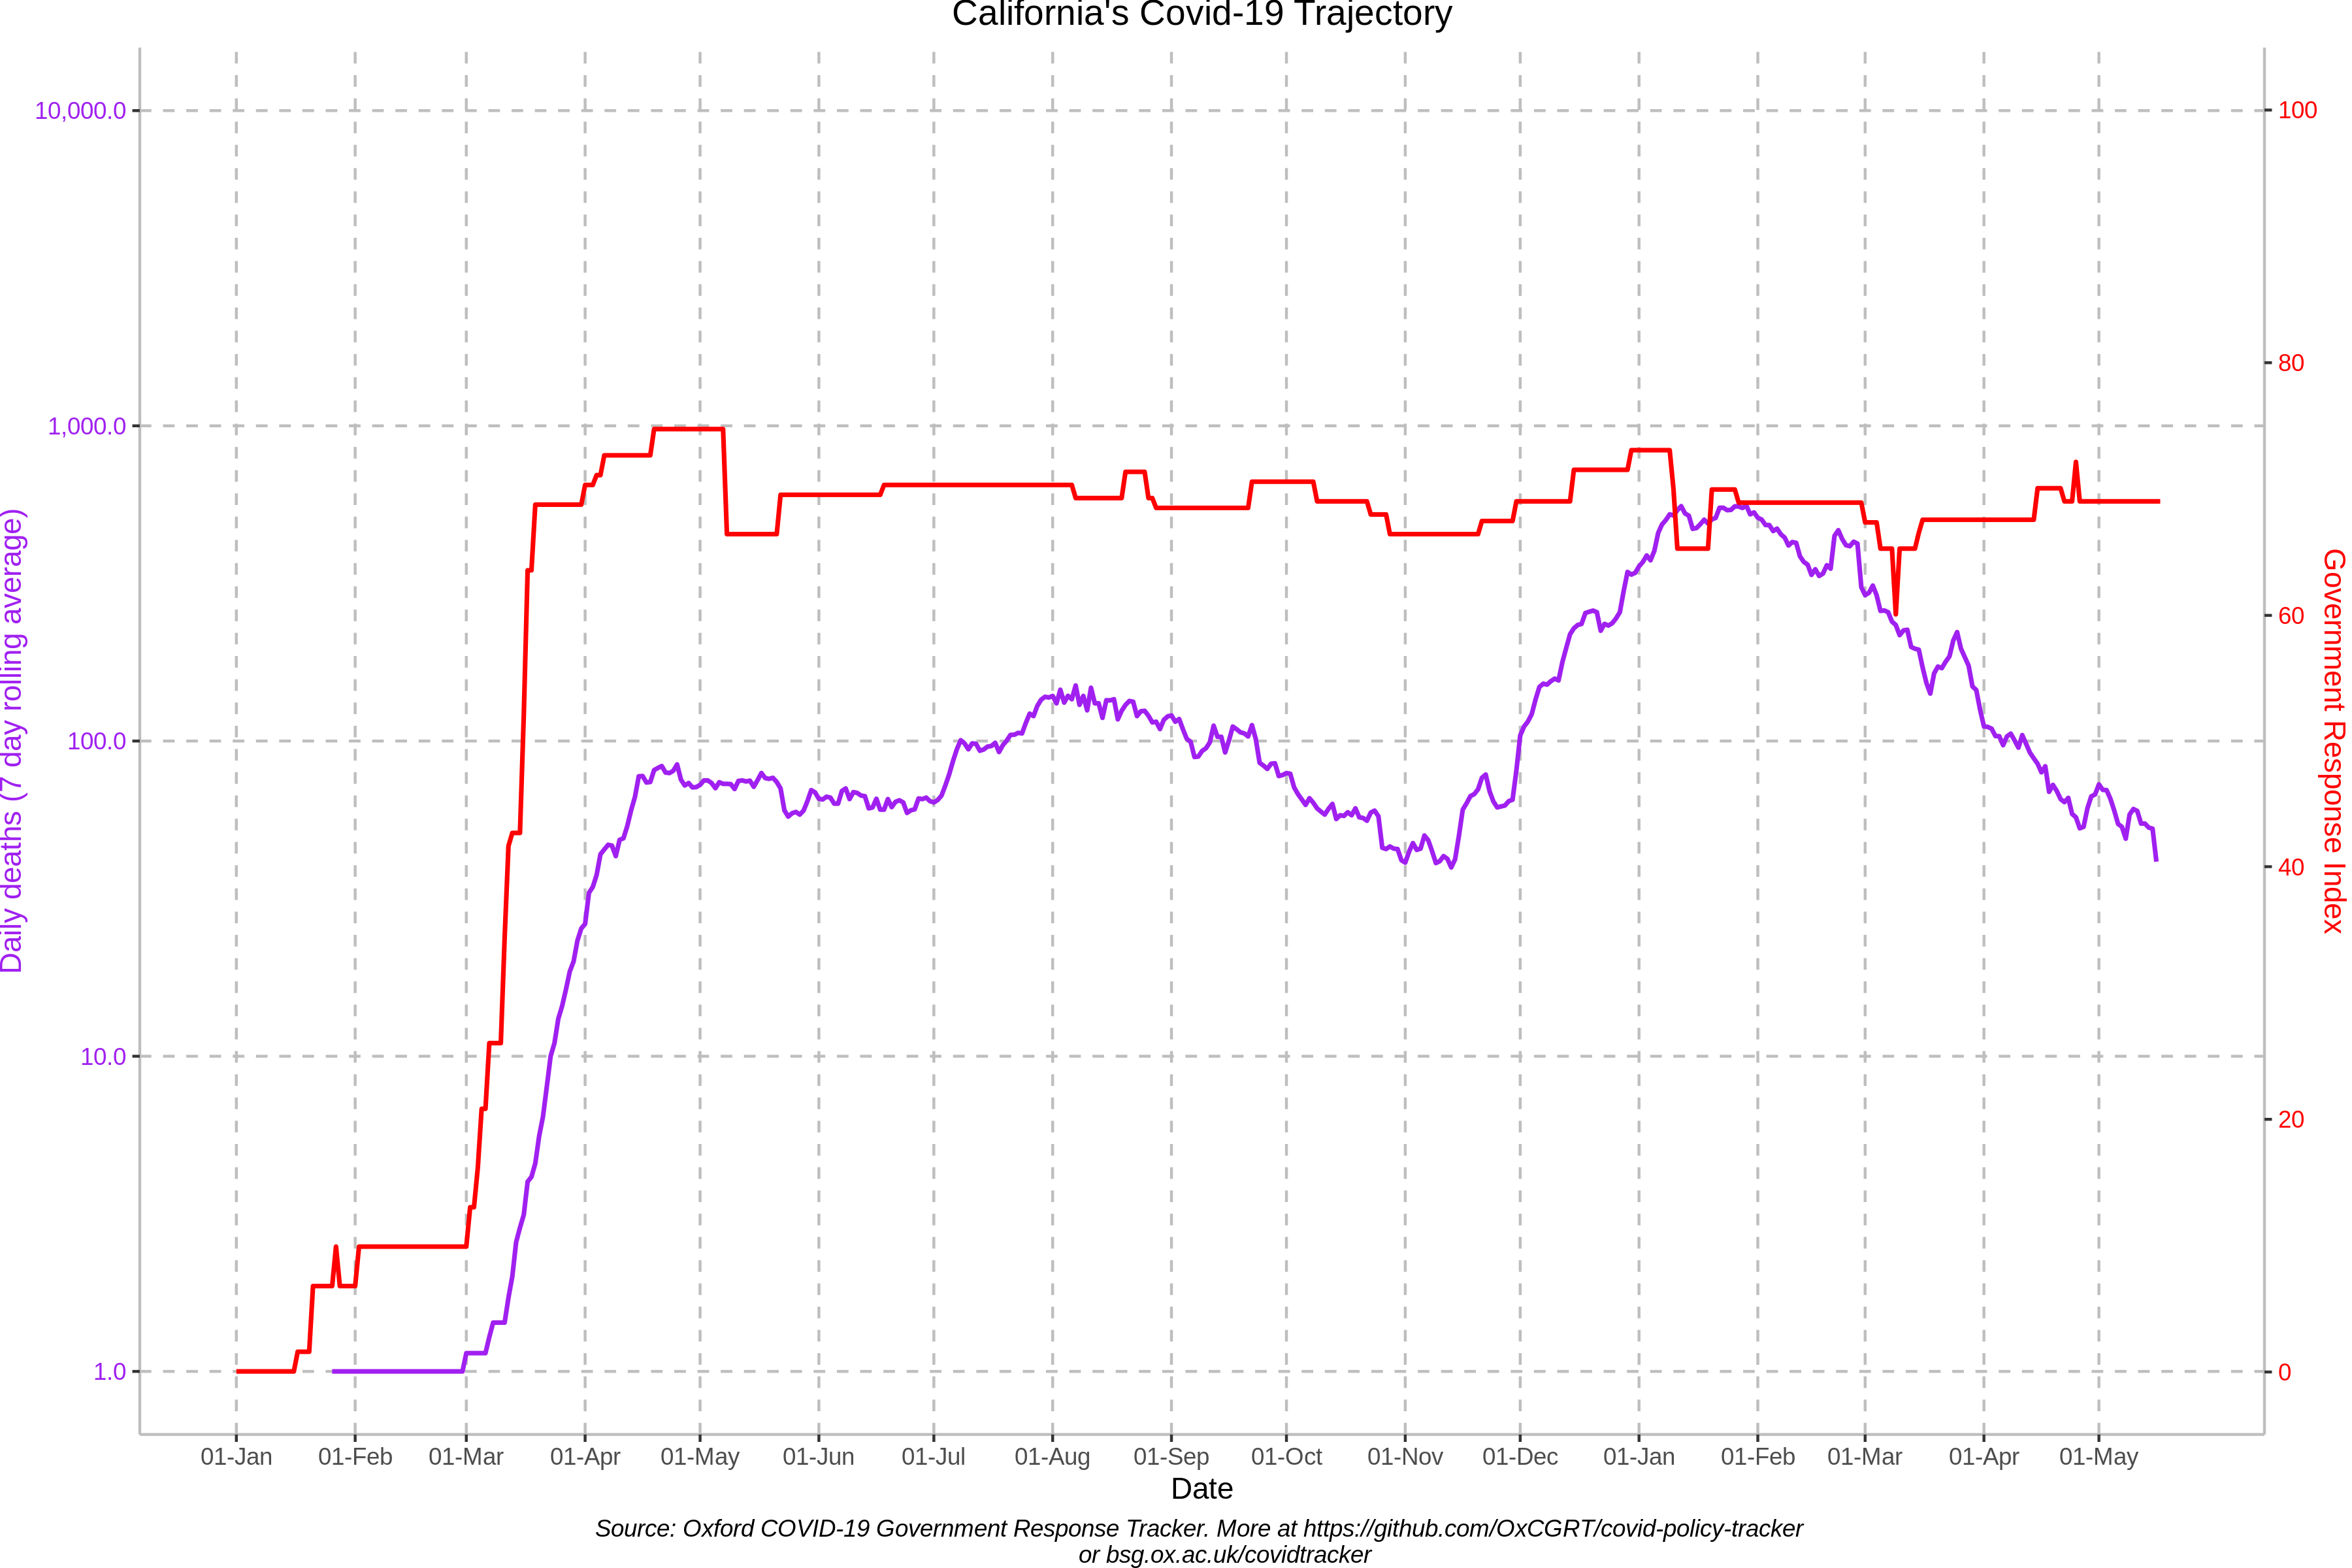 California's Covid-19 Trajectory
10,000.0
1,000.0
100.0
10.0
1.0
Daily deaths (7 day rolling average)
100
80
60
40
20
0
Government Response Index
01-Jan 01-Feb 01-Mar 01-Apr 01-May 01-Jun 01-Jul 01-Aug 01-Sep 01-Oct 01-Nov 01-Dec 01-Jan 01-Feb 01-Mar 01-Apr 01-May
Date
Source: Oxford COVID-19 Government Response Tracker. More at https://github.com/OxCGRT/covid-policy-tracker
or bsg.ox.ac.uk/covidtracker